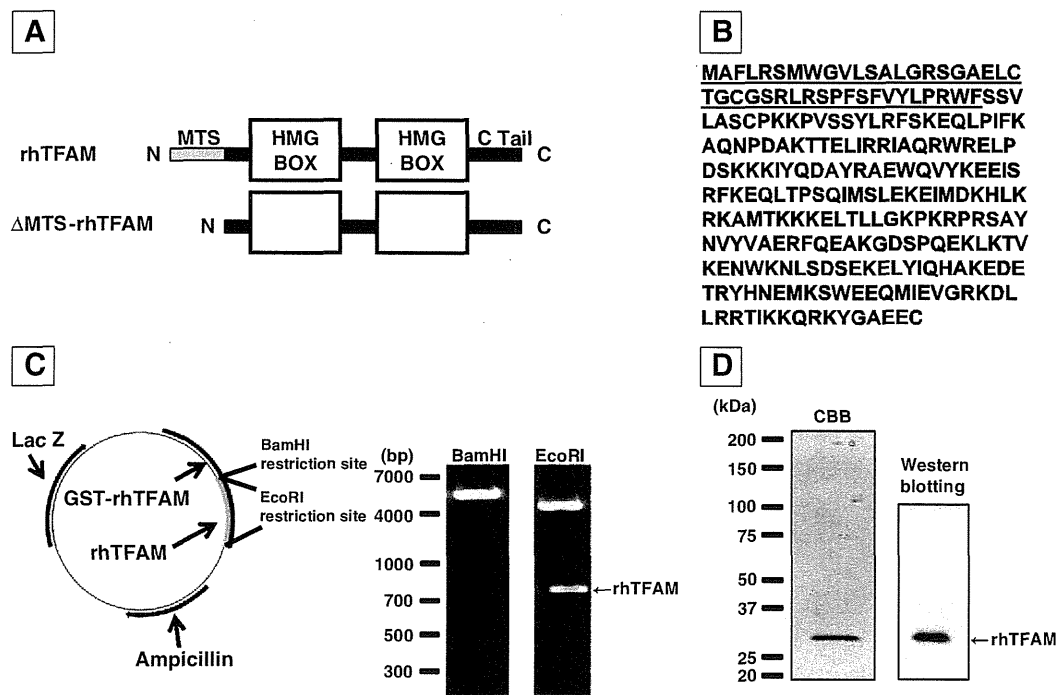 A
MTS
HMG BOX
HMG BOX
C Tail
rhTFAM
N
C
ΔMTS-rhTFAM
N
C
B
MAFLRSMWGVLSALGRSGAELC
TGCGSRLRSPFSFVYLPRWFSSV
LASCPKKPVSSYLRFSKEQLPIFK
AQNPDAKTTELIRRIAQRWRELP
DSKKKIYQDAYRAEWQVYKEEIS
RFKEQLTPSQIMSLEKEIMDKHLK
RKAMTKKKELTLLGKPKRPRSAY
NVYVAERFQEAKGDSPQEKLKTV
KENWKNLSDSEKELYIQHAKEDE
TRYHNEMKSWEEQMIEVGRKDL
LRRTIKKQRKYGAEEC
C
Lac Z
GST-rhTFAM
rhTFAM
Ampicillin
BamHI
restriction site
EcoRI
restriction site
(bp)
BamHI
EcoRI
7000
4000
1000
700
500
300
←rhTFAM
D
(kDa)
CBB
200
150
100
75
50
37
25
20
Western
blotting
←rhTFAM